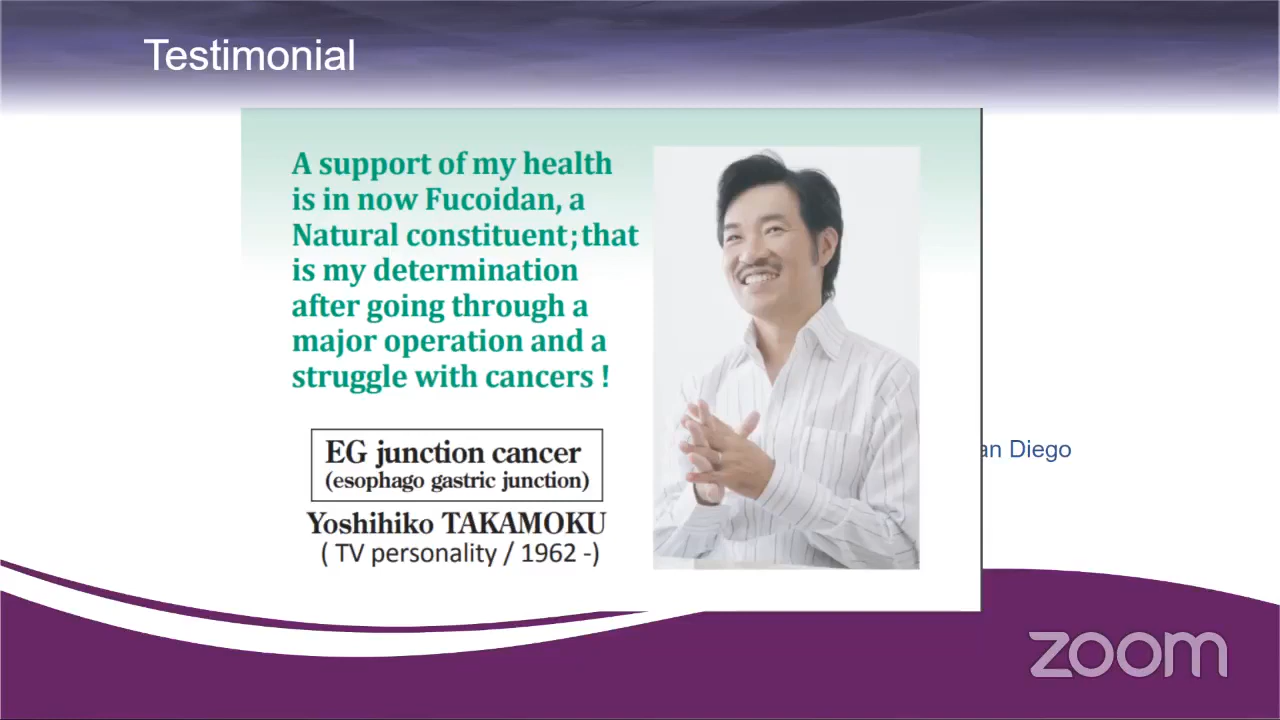 Testimonial
A support of my health
is in now Fucoidan, a
Natural constituent; that
is my determination
after going through a
major operation and a
struggle with cancers !
EG junction cancer
(esophago gastric junction)
Yoshihiko TAKAMOKU
( TV personality / 1962 -)
an Diego
zoom